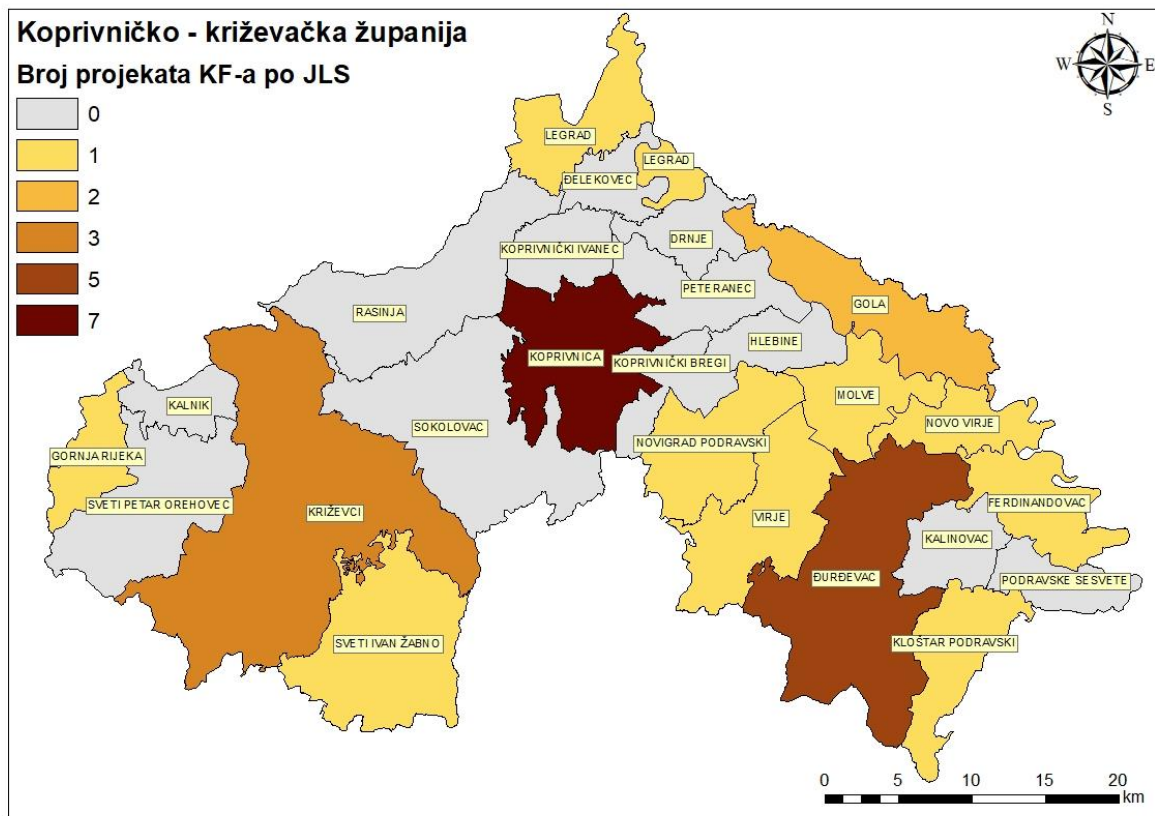 Koprivničko - križevačka županija
Broj projekata KF-a po JLS
0
1
2
3
5
7
N
W E
S
LEGRAD
LEGRAD
ĐELEKOVEC
DRNJE
KOPRIVNIČKI IVANEC
PETERANEC
GOLA
RASINJA
HLEBINE
KOPRIVNICA
KOPRIVNIČKI BREGI
MOLVE
KALNIK
SOKOLOVAC
NOVO VIRJE
NOVIGRAD PODRAVSKI
GORNJA RIJEKA
SVETI PETAR OREHOVEC
FERDINANDOVAC
KRIŽEVCI
VIRJE
KALINOVAC
ĐURĐEVAC
PODRAVSKE SESVETE
SVETI IVAN ŽABNO
KLOŠTAR PODRAVSKI
0 5 10 15 20
km